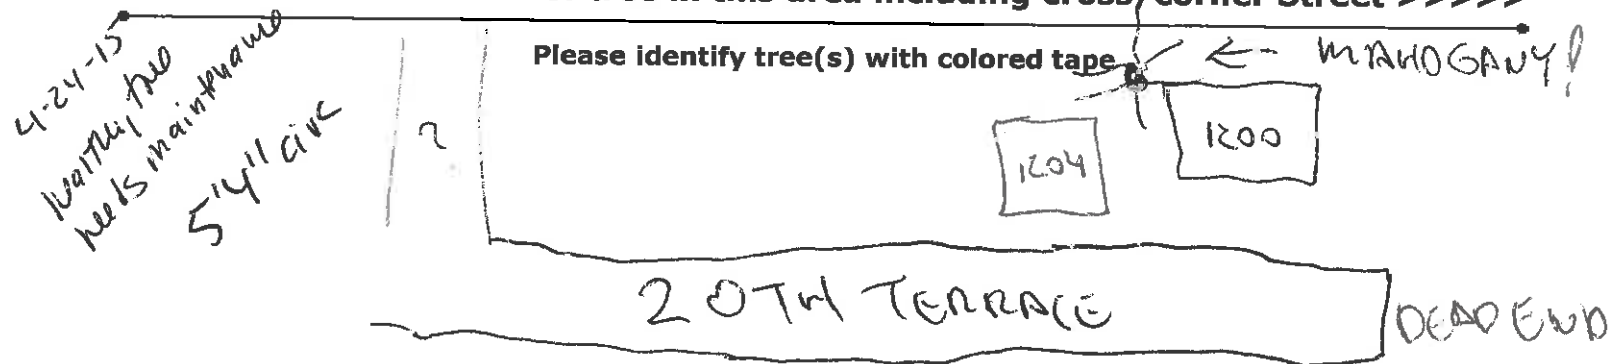 in this area including cross/corner Street >>>>>
Please identify tree(s) with colored tape
← MAHOGANY!
4-24-15
healthy tree
needs maintenance
5'4" circ
?
1204
1200
20TH TERRACE
DEAD END